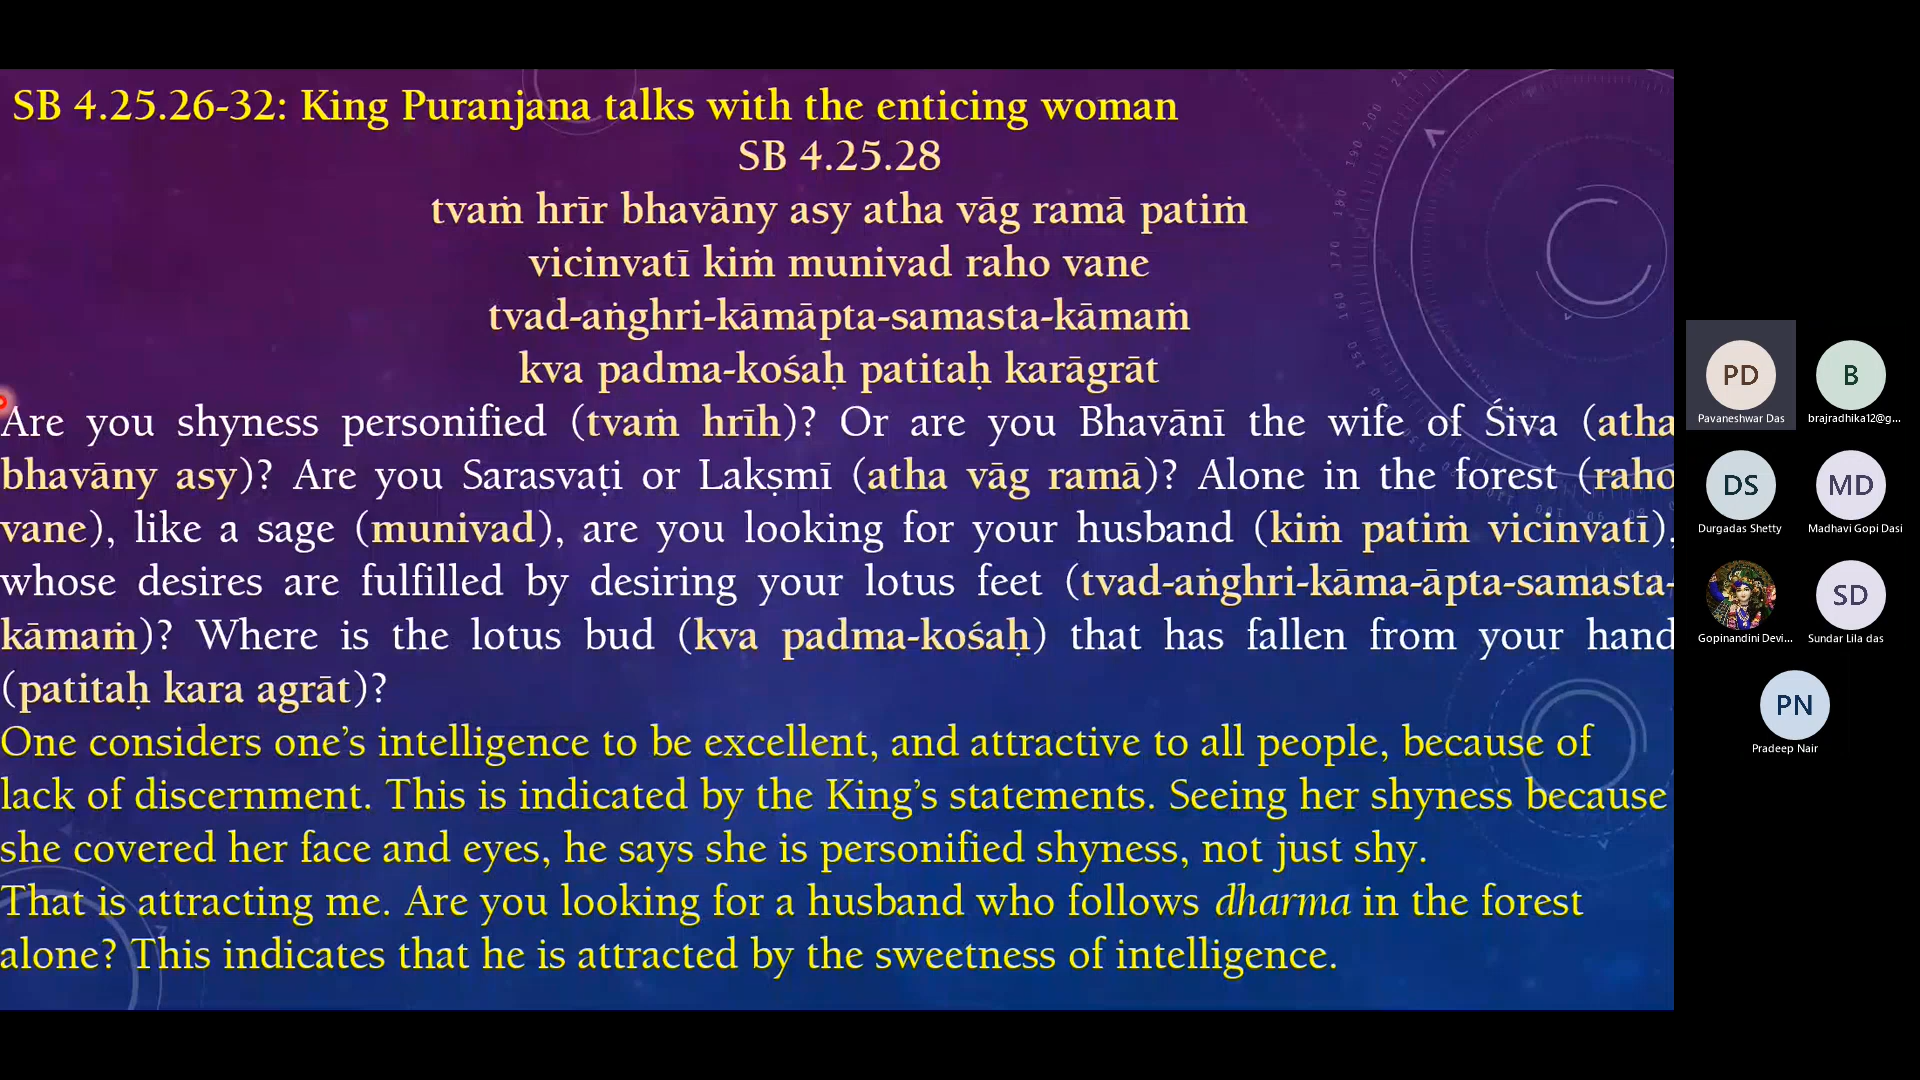 SB 4.25.26-32: King Puranjana talks with the enticing woman
SB 4.25.28
tvaṁ hrīr bhavāny asy atha vāg ramā patiṁ
vicinvatī kiṁ munivad raho vane
tvad-aṅghri-kāmāpta-samasta-kāmaṁ
kva padma-kośaḥ patitaḥ karāgrāt
Are you shyness personified (tvaṁ hrīh)? Or are you Bhavānī the wife of Śiva (atha
bhavāny asy)? Are you Sarasvaṭi or Lakṣmī (atha vāg ramā)? Alone in the forest (raho
vane), like a sage (munivad), are you looking for your husband (kiṁ patiṁ vicinvatī),
whose desires are fulfilled by desiring your lotus feet (tvad-aṅghri-kāma-āpta-samasta-
kāmaṁ)? Where is the lotus bud (kva padma-kośaḥ) that has fallen from your hand
(patitaḥ kara agrāt)?
One considers one’s intelligence to be excellent, and attractive to all people, because of
lack of discernment. This is indicated by the King’s statements. Seeing her shyness because
she covered her face and eyes, he says she is personified shyness, not just shy.
That is attracting me. Are you looking for a husband who follows dharma in the forest
alone? This indicates that he is attracted by the sweetness of intelligence.
PD
Pavaneshwar Das
B
brajradhika12@g...
DS
Durgadas Shetty
MD
Madhavi Gopi Dasi
Gopinandini Devi...
SD
Sundar Lila das
PN
Pradeep Nair